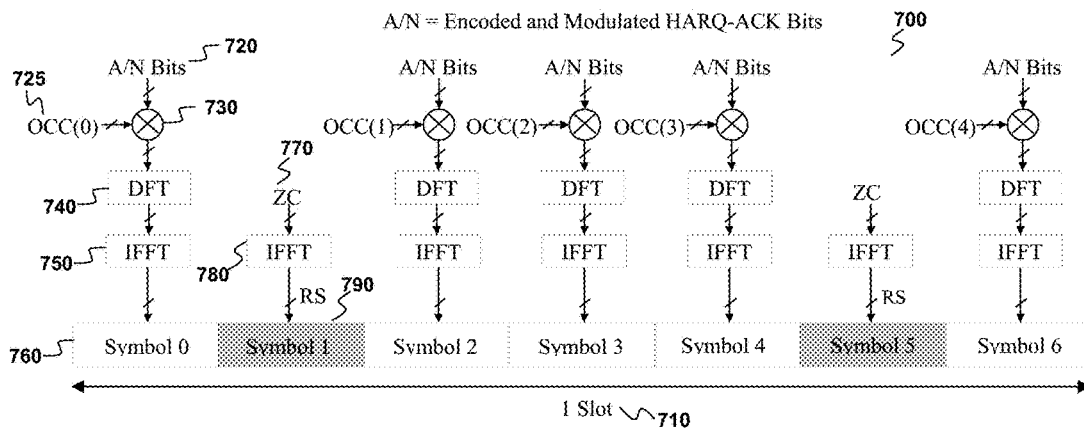 A/N = Encoded and Modulated HARQ-ACK Bits
700
720
A/N Bits A/N Bits A/N Bits A/N Bits A/N Bits
725
730
OCC(0) OCC(1) OCC(2) OCC(3) OCC(4)
770
740 DFT ZC DFT DFT DFT ZC DFT
750 IFFT 780 IFFT IFFT IFFT IFFT IFFT IFFT
RS 790 RS
760 Symbol 0 Symbol 1 Symbol 2 Symbol 3 Symbol 4 Symbol 5 Symbol 6
1 Slot 710